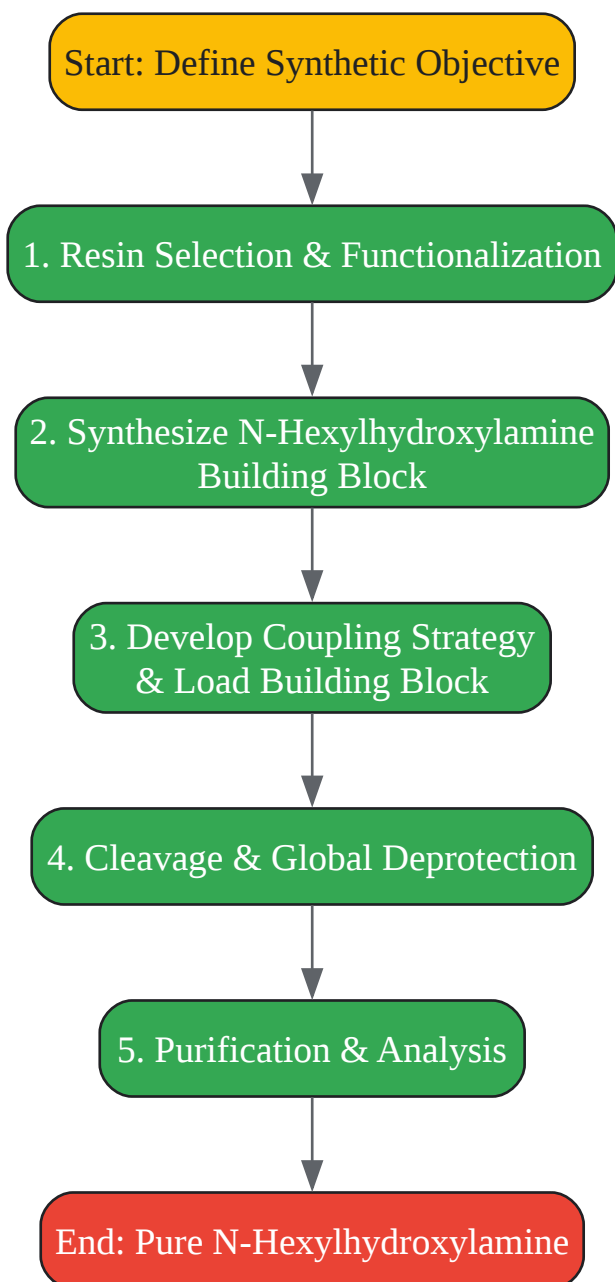 Start: Define Synthetic Objective
1. Resin Selection & Functionalization
2. Synthesize N-Hexylhydroxylamine
Building Block
3. Develop Coupling Strategy
& Load Building Block
4. Cleavage & Global Deprotection
5. Purification & Analysis
End: Pure N-Hexylhydroxylamine